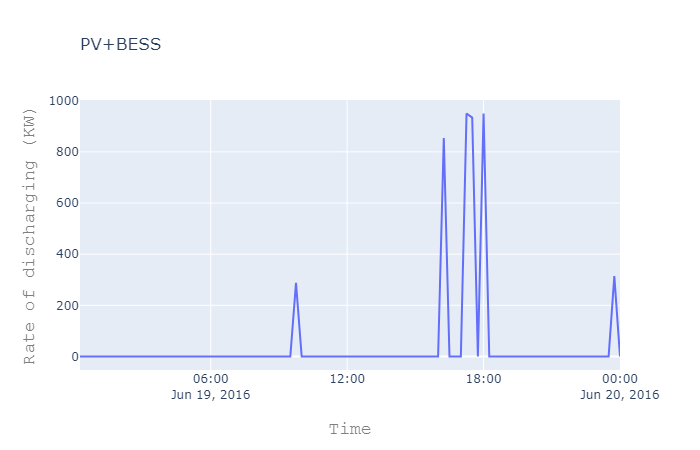 PV+BESS
Rate of discharging (KW)
1000
800
600
400
200
0
06:00
Jun 19, 2016
12:00
18:00
00:00
Jun 20, 2016
Time